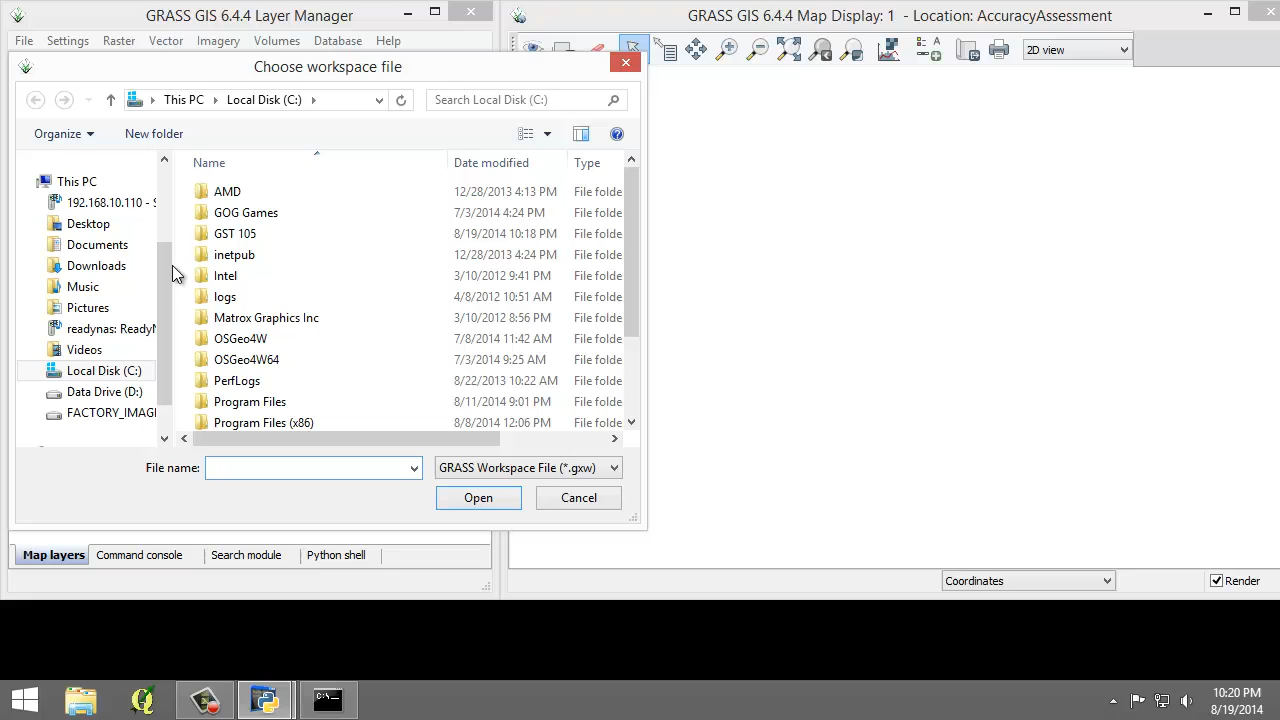 GRASS GIS 6.4.4 Layer Manager
GRASS GIS 6.4.4 Map Display: 1 - Location: AccuracyAssessment
File Settings Raster Vector Imagery Volumes Database Help
2D view
Choose workspace file
This PC Local Disk (C:)
Search Local Disk (C:)
Organize New folder
Name Date modified Type
This PC
192.168.10.110 - S
Desktop
Documents
Downloads
Music
Pictures
readynas: ReadyN
Videos
Local Disk (C:)
Data Drive (D:)
FACTORY_IMAG
AMD 12/28/2013 4:13 PM File folde
GOG Games 7/3/2014 4:24 PM File folde
GST 105 8/19/2014 10:18 PM File folde
inetpub 12/28/2013 4:24 PM File folde
Intel 3/10/2012 9:41 PM File folde
logs 4/8/2012 10:51 AM File folde
Matrox Graphics Inc 3/10/2012 8:56 PM File folde
OSGeo4W 7/8/2014 11:42 AM File folde
OSGeo4W64 7/3/2014 9:25 AM File folde
PerfLogs 8/22/2013 10:22 AM File folde
Program Files 8/11/2014 9:01 PM File folde
Program Files (x86) 8/8/2014 12:06 PM File folde
File name: GRASS Workspace File (*.gxw)
Open Cancel
Map layers Command console Search module Python shell
Coordinates Render
10:20 PM
8/19/2014